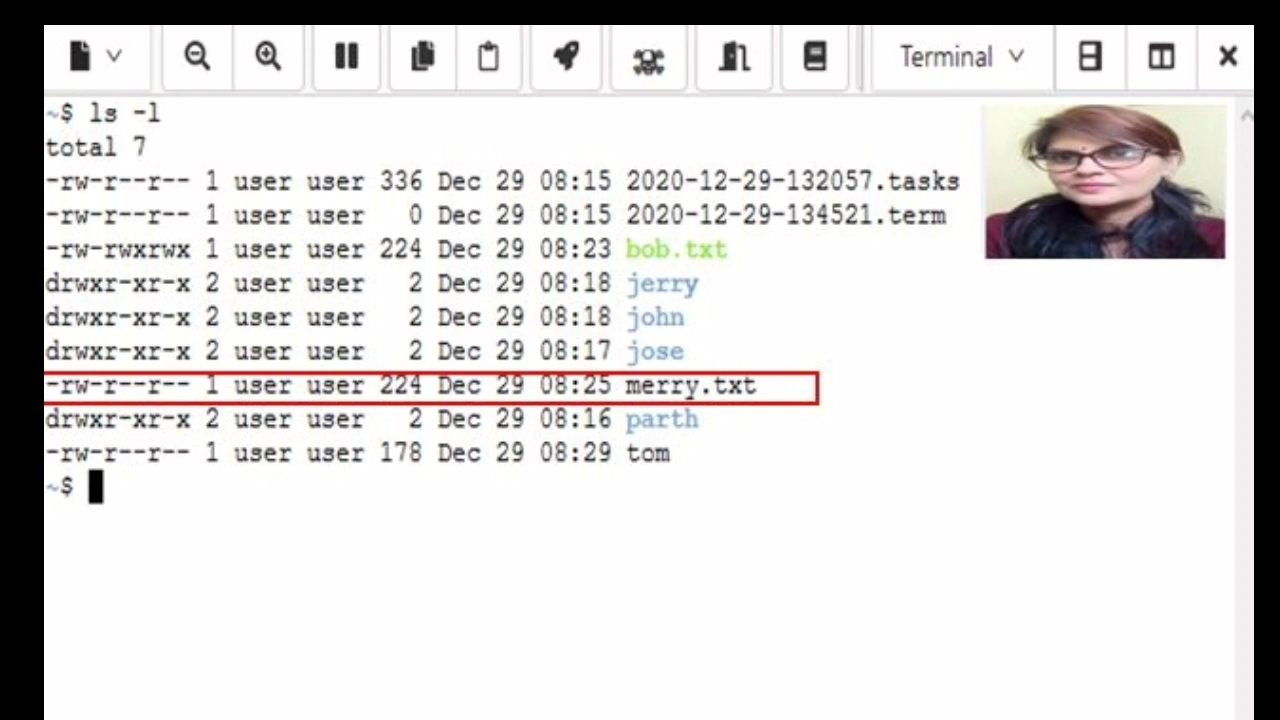 Terminal
~$ ls -l
total 7
-rw-r--r-- 1 user user 336 Dec 29 08:15 2020-12-29-132057.tasks
-rw-r--r-- 1 user user   0 Dec 29 08:15 2020-12-29-134521.term
-rw-rwxrwx 1 user user 224 Dec 29 08:23 bob.txt
drwxr-xr-x 2 user user   2 Dec 29 08:18 jerry
drwxr-xr-x 2 user user   2 Dec 29 08:18 john
drwxr-xr-x 2 user user   2 Dec 29 08:17 jose
-rw-r--r-- 1 user user 224 Dec 29 08:25 merry.txt
drwxr-xr-x 2 user user   2 Dec 29 08:16 parth
-rw-r--r-- 1 user user 178 Dec 29 08:29 tom
~$